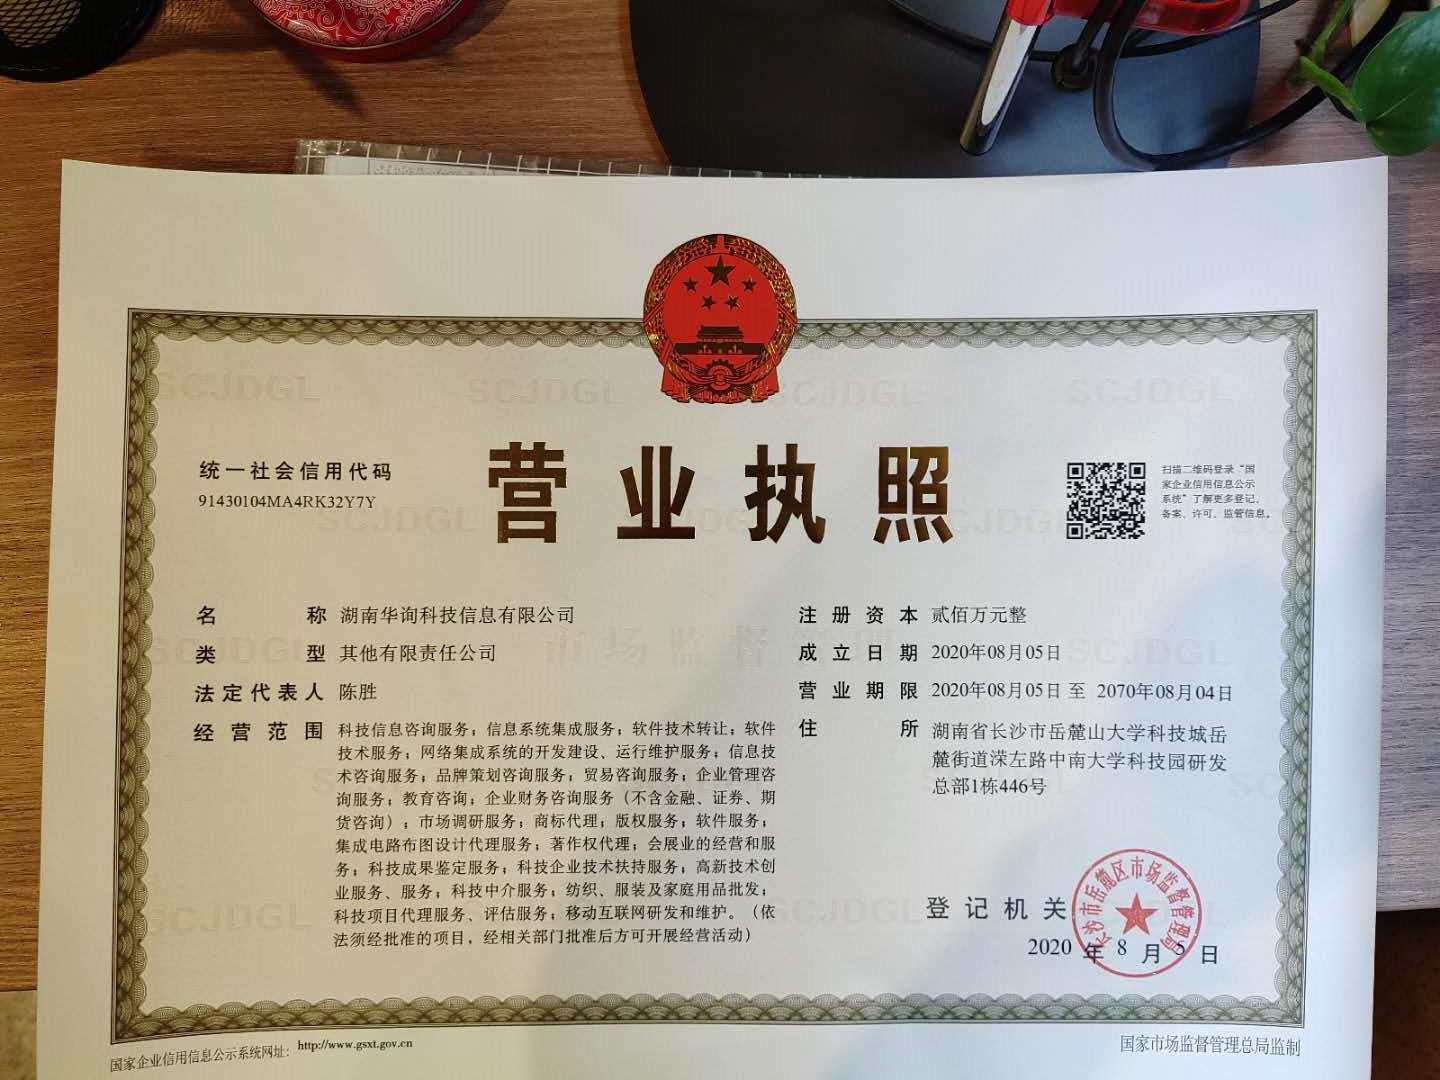 营业执照
统一社会信用代码
91430104MA4RK32Y7Y
扫描二维码登录“国
家企业信用信息公示
系统”了解更多登记、
备案、许可、监管信息。
名 称 湖南华询科技信息有限公司
类 型 其他有限责任公司
法定代表人 陈胜
经营范围 科技信息咨询服务；信息系统集成服务；软件技术转让；软件
技术服务；网络集成系统的开发建设、运行维护服务；信息技
术咨询服务；品牌策划咨询服务；贸易咨询服务；企业管理咨
询服务；教育咨询；企业财务咨询服务（不含金融、证券、期
货咨询）；市场调研服务；商标代理；版权服务；软件服务；
集成电路布图设计代理服务；著作权代理；会展业的经营和服
务；科技成果鉴定服务；科技企业技术扶持服务；高新技术创
业服务、服务；科技中介服务；纺织、服装及家庭用品批发；
科技项目代理服务、评估服务；移动互联网研发和维护。（依
法须经批准的项目，经相关部门批准后方可开展经营活动）
注册资本 贰佰万元整
成立日期 2020年08月05日
营业期限 2020年08月05日 至 2070年08月04日
住 所 湖南省长沙市岳麓山大学科技城岳
麓街道溁左路中南大学科技园研发
总部1栋446号
登记机关
长沙市岳麓区市场监督管理局
2020 年 8 月 5 日
国家企业信用信息公示系统网址： http://www.gsxt.gov.cn
国家市场监督管理总局监制
SCJDGL
市场监督管理